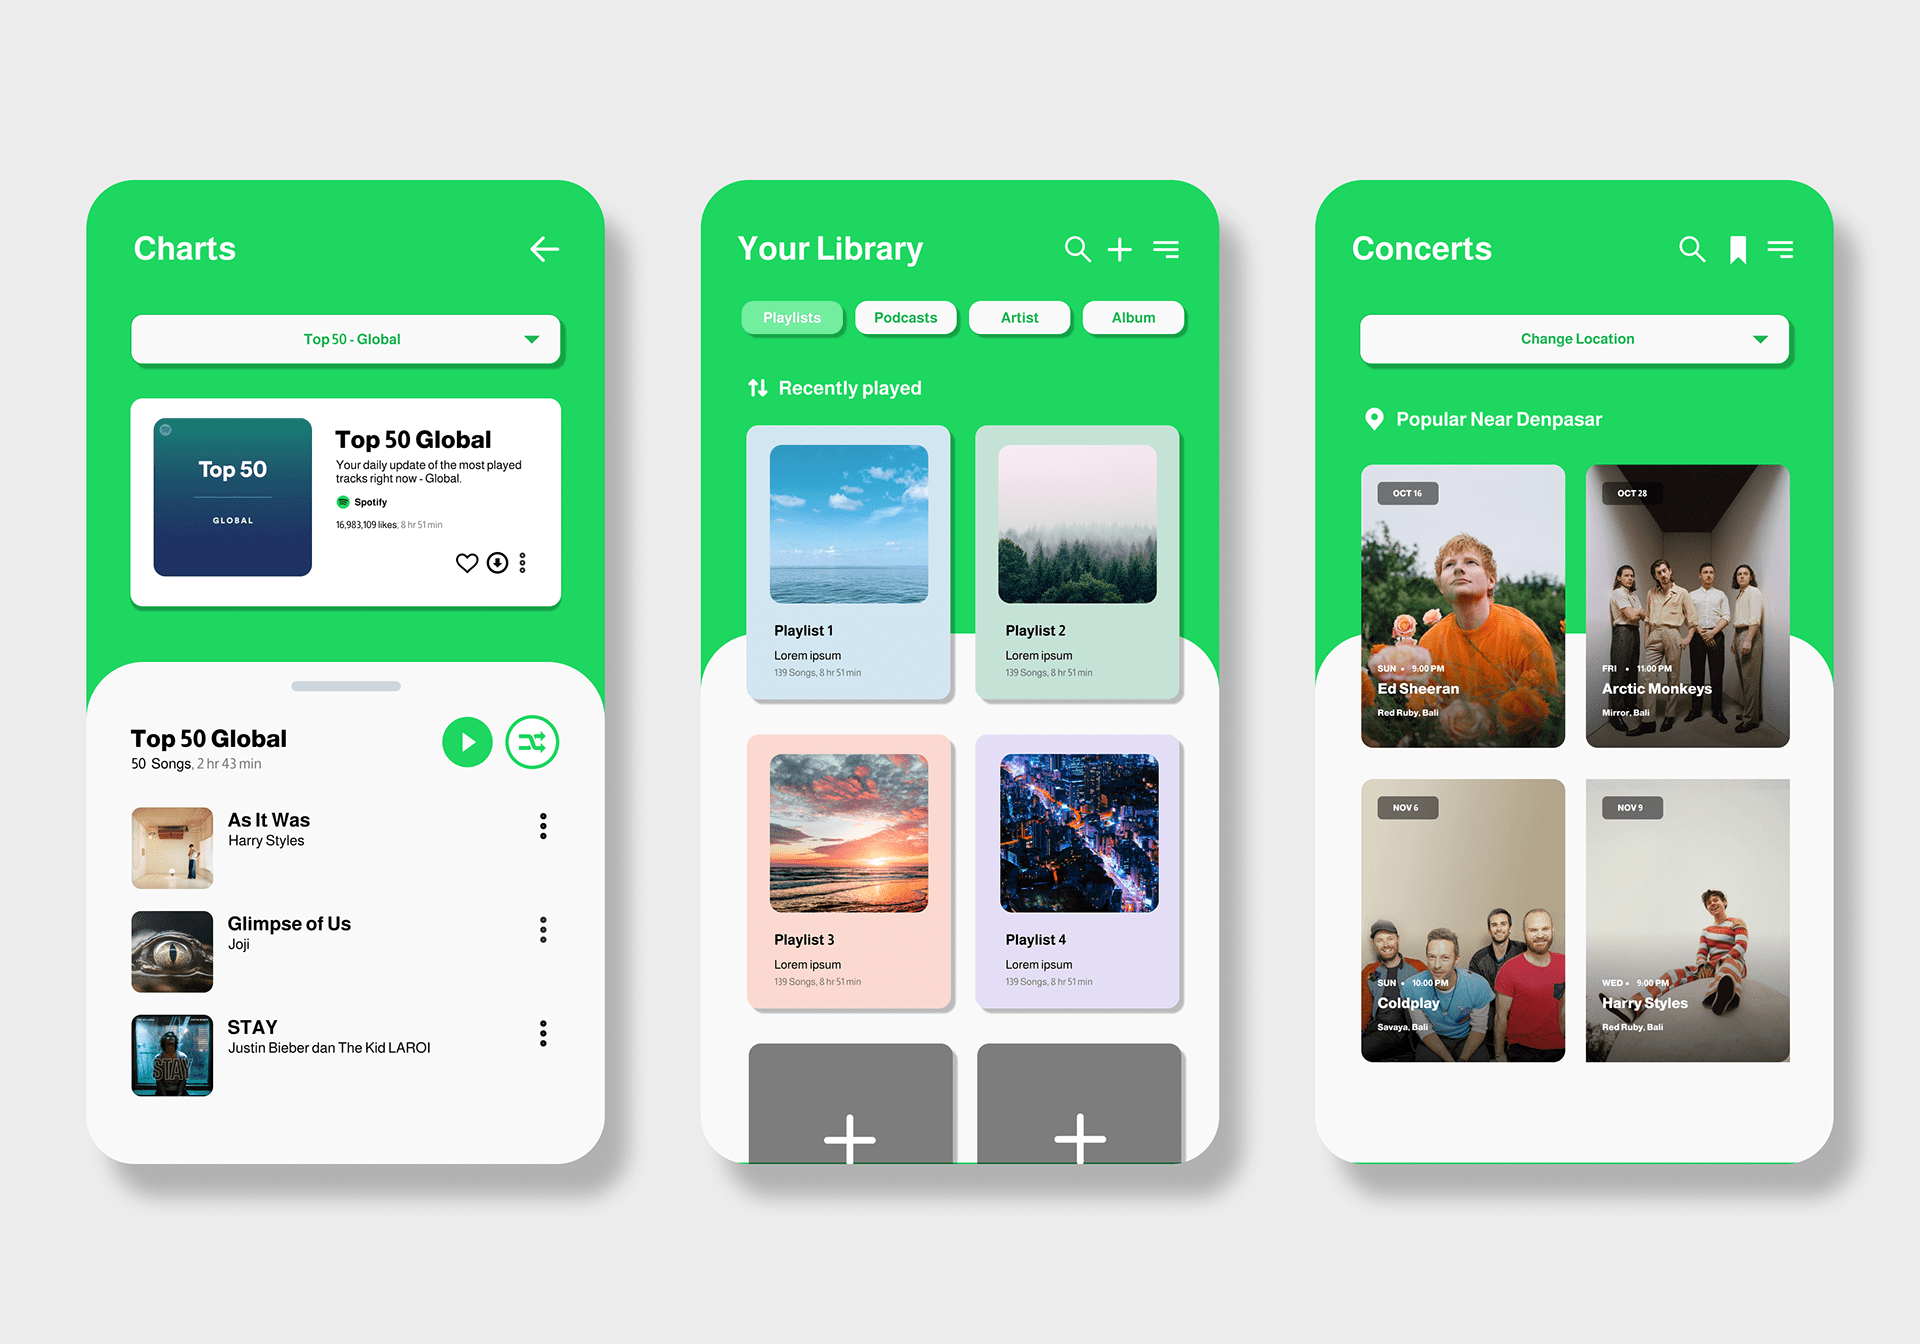 Charts
Top 50 - Global
Top 50
GLOBAL
Top 50 Global
Your daily update of the most played
tracks right now - Global.
Spotify
16,983,109 likes, 8 hr 51 min
Top 50 Global
50 Songs, 2 hr 43 min
As It Was
Harry Styles
Glimpse of Us
Joji
STAY
STAY
Justin Bieber dan The Kid LAROI
Your Library
Playlists
Podcasts
Artist
Album
Recently played
Playlist 1
Lorem ipsum
139 Songs, 8 hr 51 min
Playlist 2
Lorem ipsum
139 Songs, 8 hr 51 min
Playlist 3
Lorem ipsum
139 Songs, 8 hr 51 min
Playlist 4
Lorem ipsum
139 Songs, 8 hr 51 min
Concerts
Change Location
Popular Near Denpasar
OCT 16
SUN • 9:00 PM
Ed Sheeran
Red Ruby, Bali
OCT 28
FRI • 11:00 PM
Arctic Monkeys
Mirror, Bali
NOV 6
SUN • 10:00 PM
Coldplay
Savaya, Bali
NOV 9
WED • 9:00 PM
Harry Styles
Red Ruby, Bali